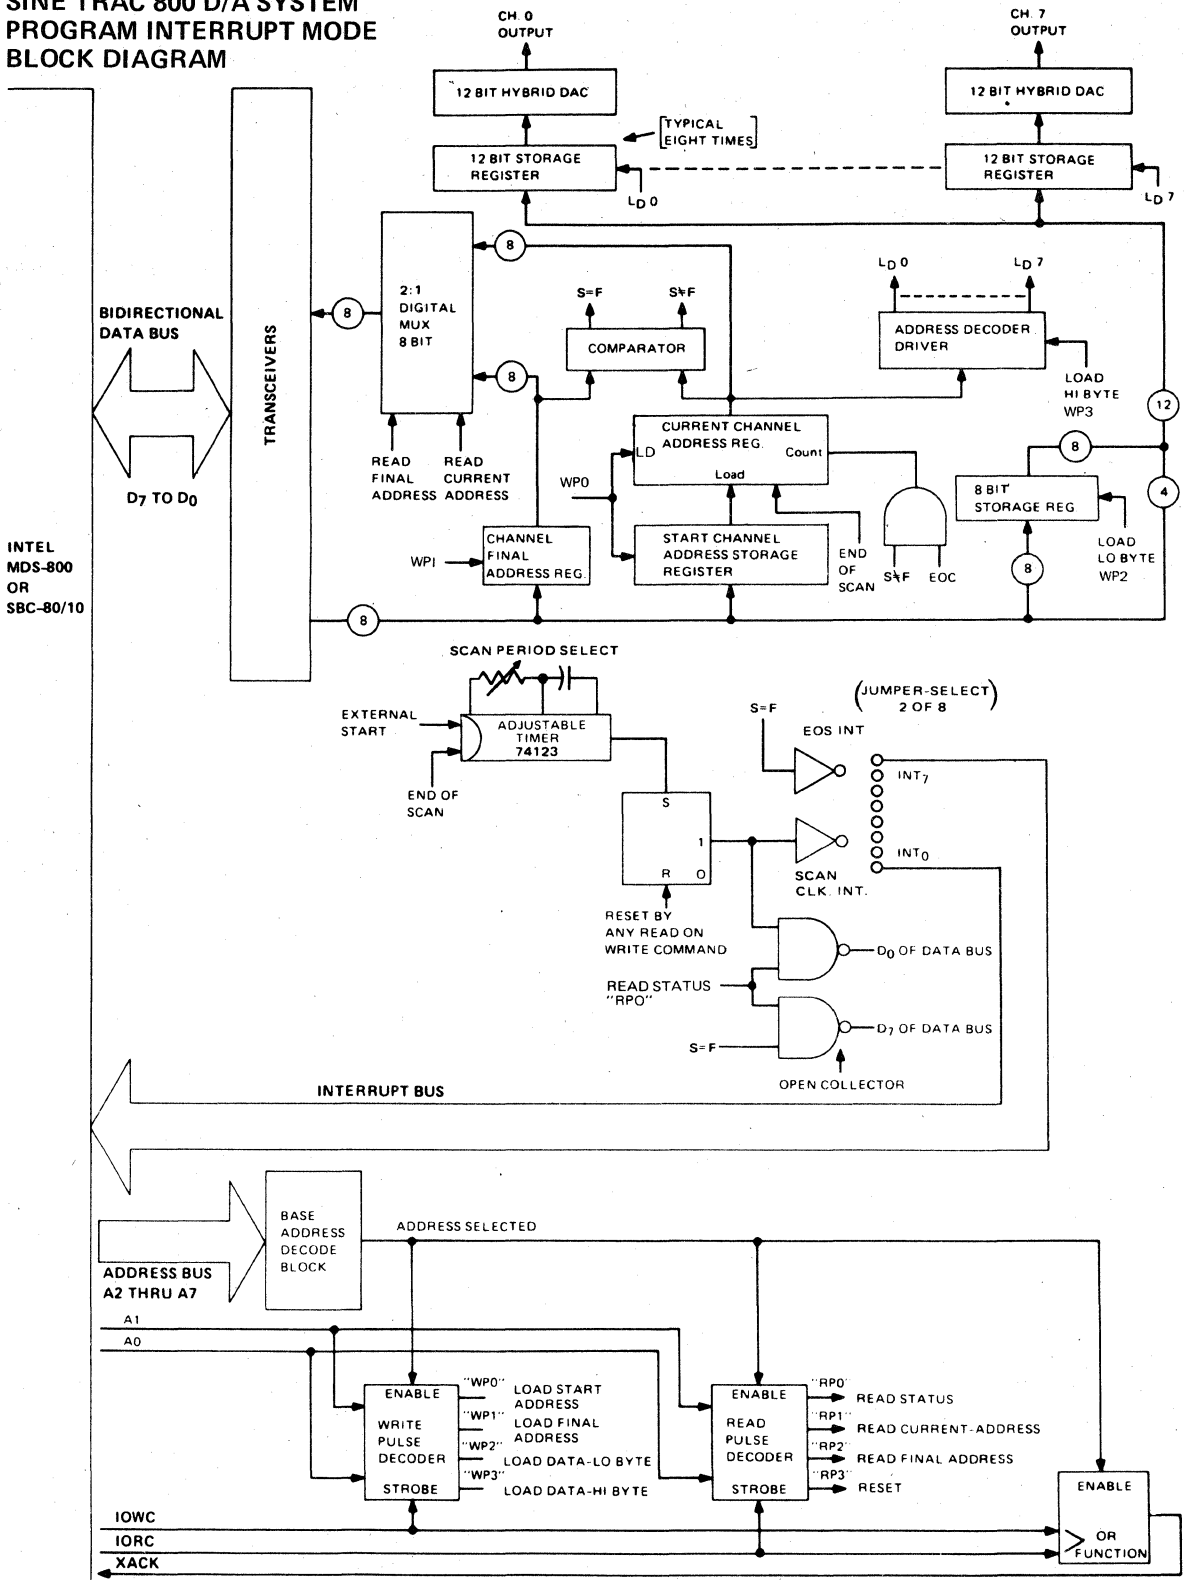 SINE TRAC 800 D/A SYSTEM
PROGRAM INTERRUPT MODE
BLOCK DIAGRAM
CH. 0
OUTPUT
CH. 7
OUTPUT
12 BIT HYBRID DAC
12 BIT HYBRID DAC
[TYPICAL
EIGHT TIMES]
12 BIT STORAGE
REGISTER
12 BIT STORAGE
REGISTER
LD 0
LD 7
8
2:1
DIGITAL
MUX
8 BIT
8
8
S=F
S≠F
COMPARATOR
LD 0
LD 7
ADDRESS DECODER
DRIVER
LOAD
HI BYTE
WP3
12
BIDIRECTIONAL
DATA BUS
TRANSCEIVERS
D7 TO D0
READ
FINAL
ADDRESS
READ
CURRENT
ADDRESS
CURRENT CHANNEL
ADDRESS REG.
LD
Count
Load
WP0
8
8 BIT
STORAGE REG
4
LOAD
LO BYTE
WP2
8
INTEL
MDS-800
OR
SBC-80/10
WPI
CHANNEL
FINAL
ADDRESS REG.
START CHANNEL
ADDRESS STORAGE
REGISTER
END
OF
SCAN
S≠F
EOC
8
SCAN PERIOD SELECT
EXTERNAL
START
ADJUSTABLE
TIMER
74123
END OF
SCAN
S=F
(JUMPER-SELECT)
2 OF 8
EOS INT
INT7
S
1
R
O
INT0
SCAN
CLK. INT.
RESET BY
ANY READ ON
WRITE COMMAND
D0 OF DATA BUS
READ STATUS
"RPO"
D7 OF DATA BUS
S=F
OPEN COLLECTOR
INTERRUPT BUS
BASE
ADDRESS
DECODE
BLOCK
ADDRESS SELECTED
ADDRESS BUS
A2 THRU A7
A1
A0
ENABLE
WRITE
PULSE
DECODER
STROBE
"WP0"
LOAD START
ADDRESS
"WP1"
LOAD FINAL
ADDRESS
"WP2"
LOAD DATA-LO BYTE
"WP3"
LOAD DATA-HI BYTE
ENABLE
READ
PULSE
DECODER
STROBE
"RP0"
READ STATUS
"RP1"
READ CURRENT-ADDRESS
"RP2"
READ FINAL ADDRESS
"RP3"
RESET
ENABLE
OR
FUNCTION
IOWC
IORC
XACK